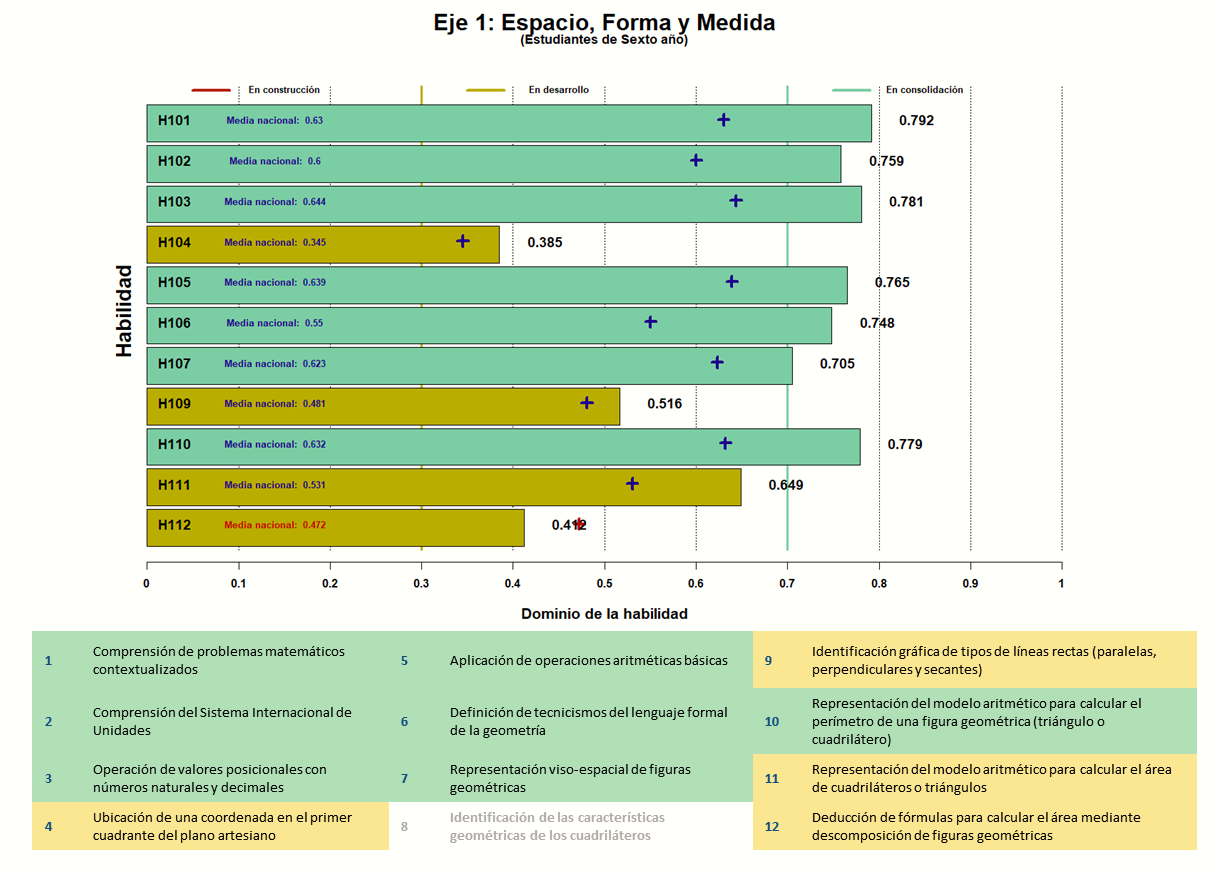 Eje 1: Espacio, Forma y Medida
(Estudiantes de Sexto año)
En construcción
En desarrollo
En consolidación
H101 Media nacional: 0.63 0.792
H102 Media nacional: 0.6 0.759
H103 Media nacional: 0.644 0.781
H104 Media nacional: 0.345 0.385
H105 Media nacional: 0.639 0.765
H106 Media nacional: 0.55 0.748
H107 Media nacional: 0.623 0.705
H109 Media nacional: 0.481 0.516
H110 Media nacional: 0.632 0.779
H111 Media nacional: 0.531 0.649
H112 Media nacional: 0.472 0.412
Habilidad
0 0.1 0.2 0.3 0.4 0.5 0.6 0.7 0.8 0.9 1
Dominio de la habilidad
1 Comprensión de problemas matemáticos
contextualizados
2 Comprensión del Sistema Internacional de
Unidades
3 Operación de valores posicionales con
números naturales y decimales
4 Ubicación de una coordenada en el primer
cuadrante del plano artesiano
5 Aplicación de operaciones aritméticas básicas
6 Definición de tecnicismos del lenguaje formal
de la geometría
7 Representación viso-espacial de figuras
geométricas
8 Identificación de las características
geométricas de los cuadriláteros
9 Identificación gráfica de tipos de líneas rectas (paralelas,
perpendiculares y secantes)
10 Representación del modelo aritmético para calcular el
perímetro de una figura geométrica (triángulo o
cuadrilátero)
11 Representación del modelo aritmético para calcular el área
de cuadriláteros o triángulos
12 Deducción de fórmulas para calcular el área mediante
descomposición de figuras geométricas